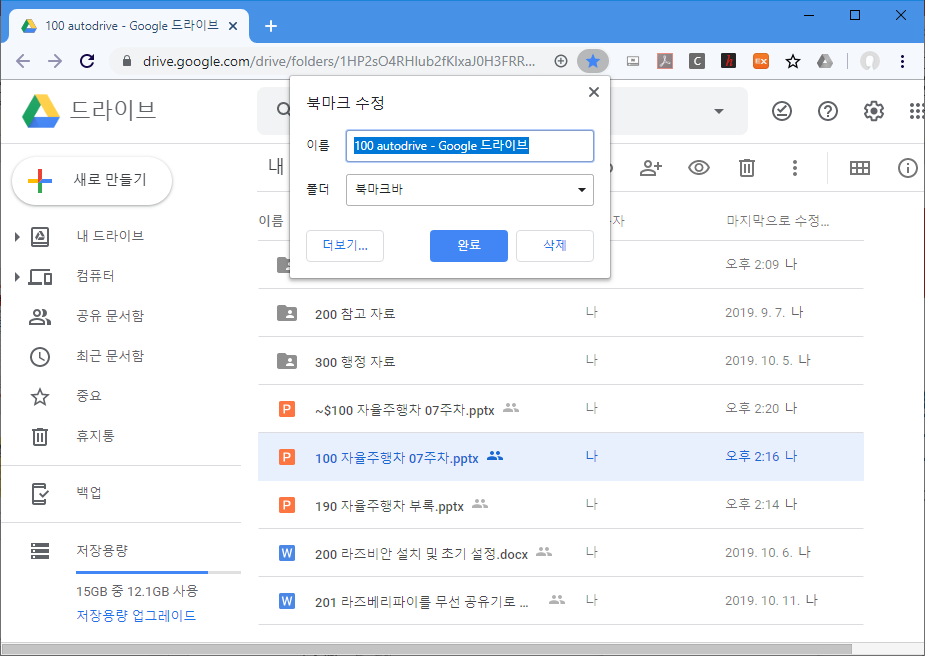 100 autodrive - Google 드라이브
drive.google.com/drive/folders/1HP2sO4RHIub2fKlxaJ0H3FRR...
드라이브
북마크 수정
이름 100 autodrive - Google 드라이브
폴더 북마크바
더보기... 완료 삭제
새로 만들기
내 드라이브
컴퓨터
공유 문서함
최근 문서함
중요
휴지통
백업
저장용량
15GB 중 12.1GB 사용
저장용량 업그레이드
내
이름 자 마지막으로 수정...
오후 2:09 나
200 참고 자료 나 2019. 9. 7. 나
300 행정 자료 나 2019. 10. 5. 나
P ~$100 자율주행차 07주차.pptx 나 오후 2:20 나
P 100 자율주행차 07주차.pptx 나 오후 2:16 나
P 190 자율주행차 부록.pptx 나 오후 2:14 나
W 200 라즈비안 설치 및 초기 설정.docx 나 2019. 10. 6. 나
W 201 라즈베리파이를 무선 공유기로 ... 나 2019. 10. 11. 나